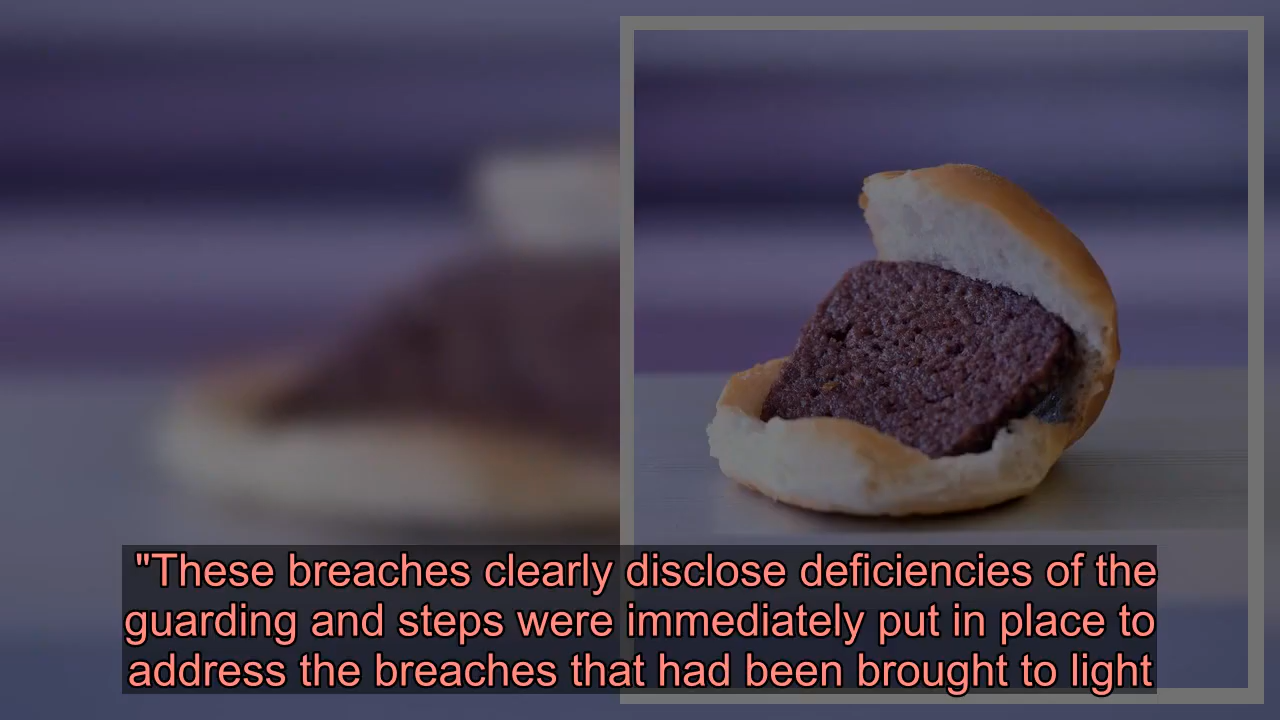 "These breaches clearly disclose deficiencies of the
guarding and steps were immediately put in place to
address the breaches that had been brought to light